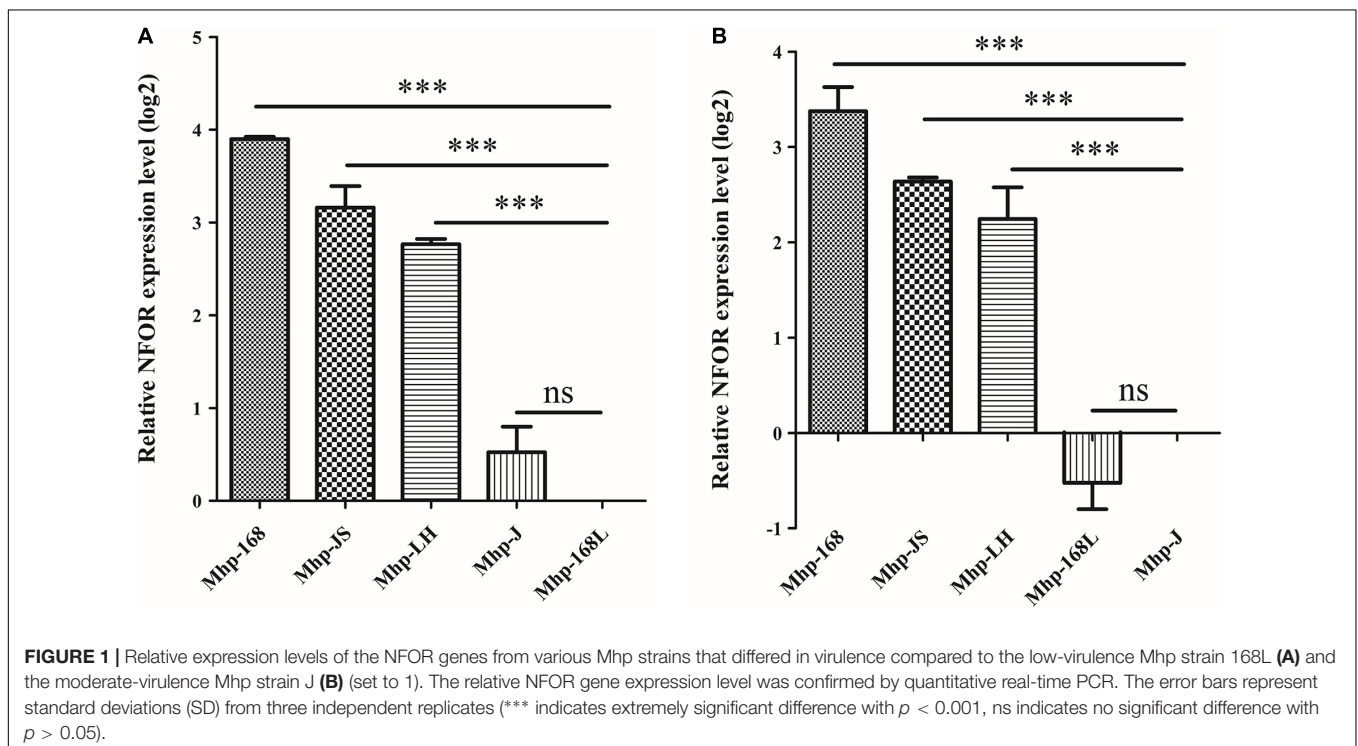 A
Relative NFOR expression level (log2)
5
4
3
2
1
0
***
***
***
ns
Mhp-168
Mhp-JS
Mhp-LH
Mhp-J
Mhp-168L
B
Relative NFOR expression level (log2)
4
3
2
1
0
-1
***
***
***
ns
Mhp-168
Mhp-JS
Mhp-LH
Mhp-168L
Mhp-J
FIGURE 1 | Relative expression levels of the NFOR genes from various Mhp strains that differed in virulence compared to the low-virulence Mhp strain 168L (A) and
the moderate-virulence Mhp strain J (B) (set to 1). The relative NFOR gene expression level was confirmed by quantitative real-time PCR. The error bars represent
standard deviations (SD) from three independent replicates (*** indicates extremely significant difference with p < 0.001, ns indicates no significant difference with
p > 0.05).